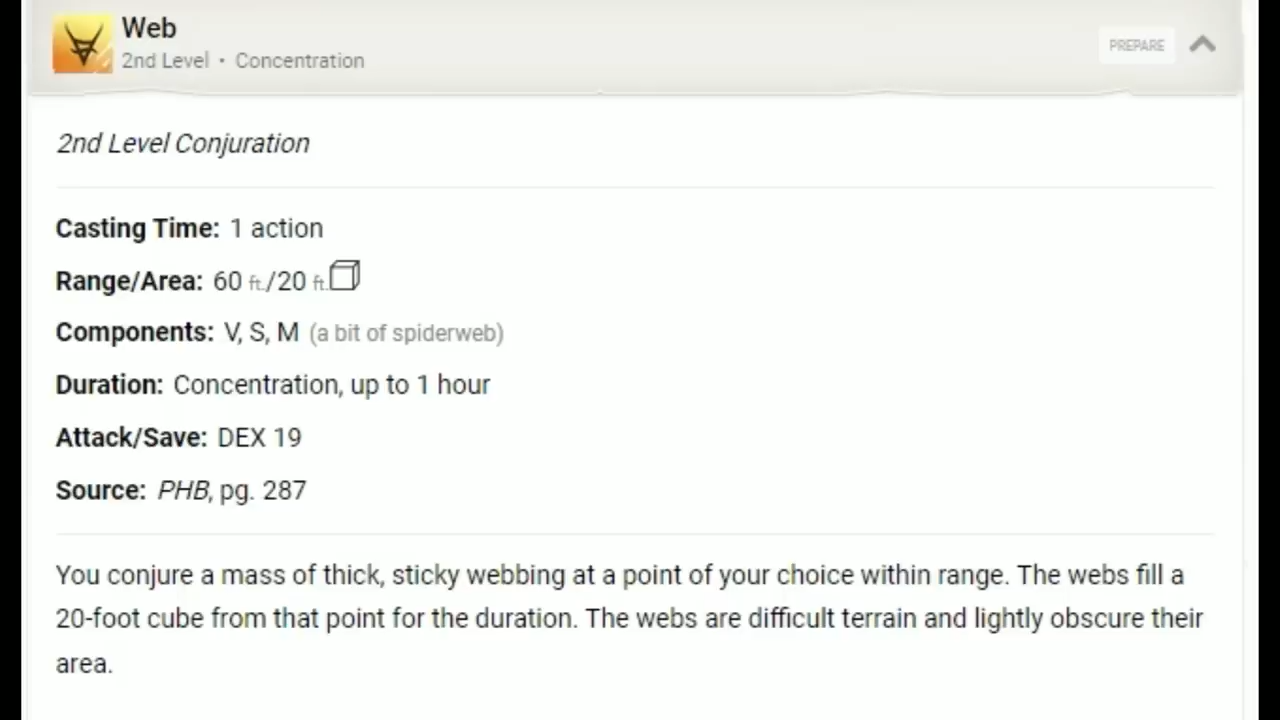 Web
2nd Level • Concentration
PREPARE
2nd Level Conjuration
Casting Time: 1 action
Range/Area: 60 ft./20 ft.
Components: V, S, M (a bit of spiderweb)
Duration: Concentration, up to 1 hour
Attack/Save: DEX 19
Source: PHB, pg. 287
You conjure a mass of thick, sticky webbing at a point of your choice within range. The webs fill a
20-foot cube from that point for the duration. The webs are difficult terrain and lightly obscure their
area.